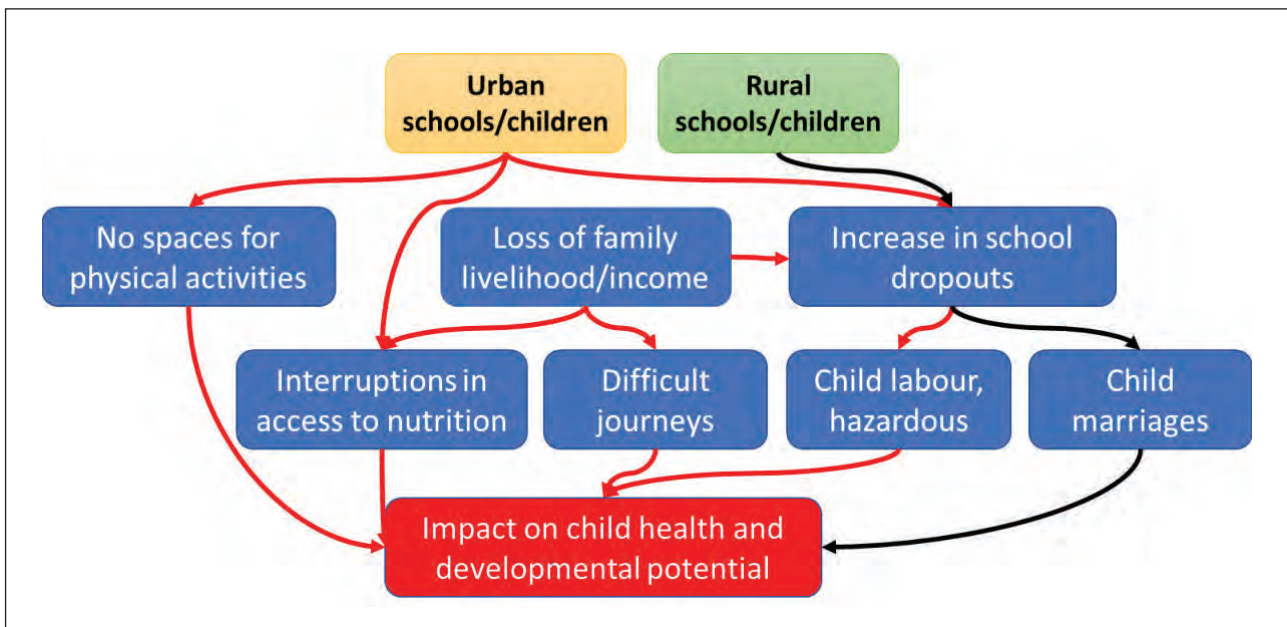 Urban
schools/children
Rural
schools/children
No spaces for
physical activities
Loss of family
livelihood/income
Increase in school
dropouts
Interruptions in
access to nutrition
Difficult
journeys
Child labour,
hazardous
Child
marriages
Impact on child health and
developmental potential